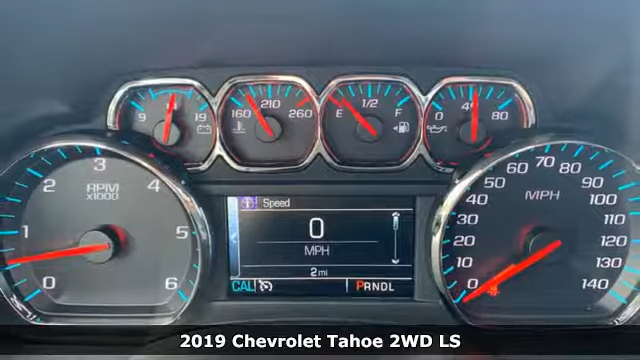 9 19
160 210 260
E 1/2 F
0 40 80
RPM
x1000
0 1 2 3 4 5 6
Speed
0
MPH
2 mi
CAL PRNDL
MPH
0 10 20 30 40 50 60 70 80 90 100 110 120 130 140
2019 Chevrolet Tahoe 2WD LS